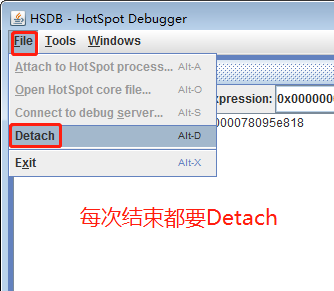 HSDB - HotSpot Debugger
File Tools Windows
Attach to HotSpot process... Alt-A
xpression: 0x0000000
Open HotSpot core file... Alt-O
Connect to debug server... Alt-S
000078095e818
Detach Alt-D
Exit Alt-X
每次结束都要Detach